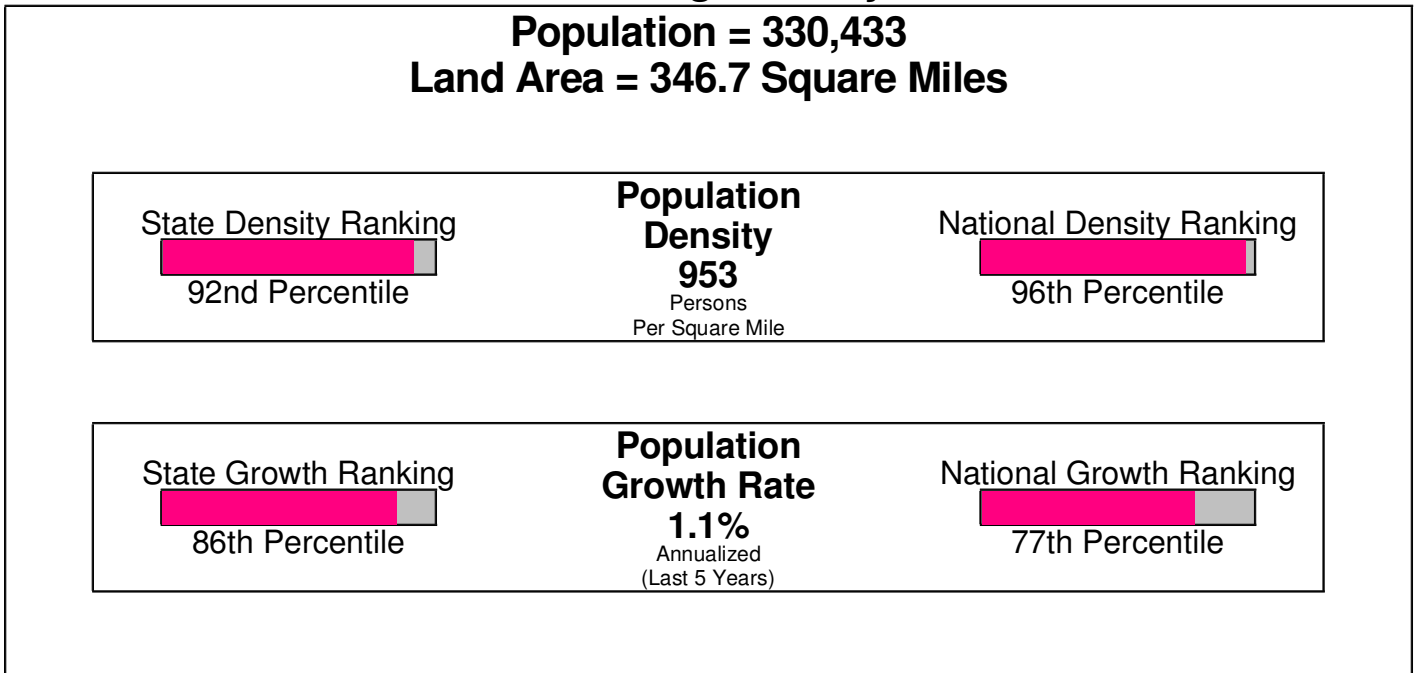 Population = 330,433
Land Area = 346.7 Square Miles
State Density Ranking
92nd Percentile
Population
Density
953
Persons
Per Square Mile
National Density Ranking
96th Percentile
State Growth Ranking
86th Percentile
Population
Growth Rate
1.1%
Annualized
(Last 5 Years)
National Growth Ranking
77th Percentile